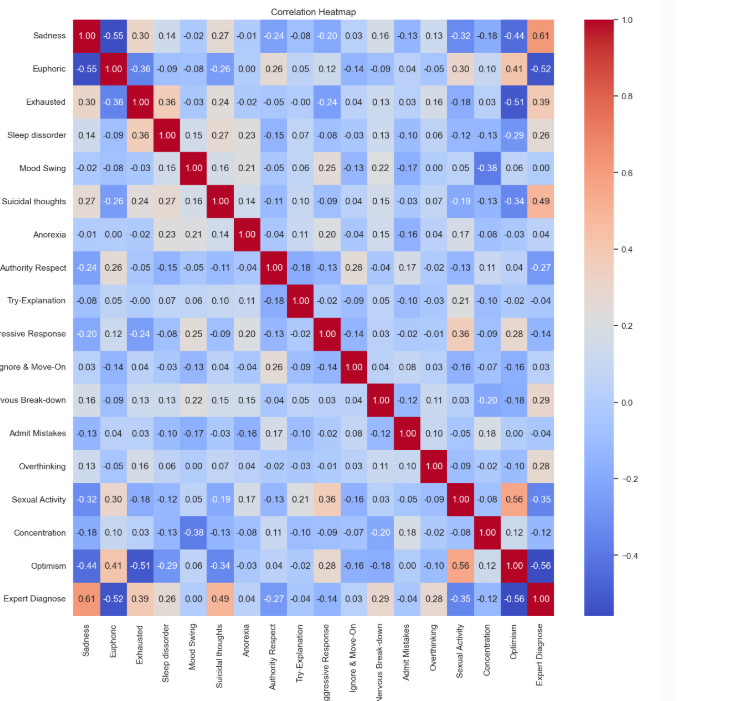 Correlation Heatmap
Sadness 1.00 -0.55 0.30 0.14 -0.02 0.27 -0.01 -0.24 -0.08 -0.20 0.03 0.16 -0.13 0.13 -0.32 -0.18 -0.44 0.61
Euphoric -0.55 1.00 -0.36 -0.09 -0.08 -0.26 0.00 0.26 0.05 0.12 -0.14 -0.09 0.04 -0.05 0.30 0.10 0.41 -0.52
Exhausted 0.30 -0.36 1.00 0.36 -0.03 0.24 -0.02 -0.05 -0.00 -0.24 0.04 0.13 0.03 0.16 -0.18 0.03 -0.51 0.39
Sleep dissorder 0.14 -0.09 0.36 1.00 0.15 0.27 0.23 -0.15 0.07 -0.08 -0.03 0.13 -0.10 0.06 -0.12 -0.13 -0.29 0.26
Mood Swing -0.02 -0.08 -0.03 0.15 1.00 0.16 0.21 -0.05 0.06 0.25 -0.13 0.22 -0.17 0.00 0.05 -0.38 0.06 0.00
Suicidal thoughts 0.27 -0.26 0.24 0.27 0.16 1.00 0.14 -0.11 0.10 -0.09 0.04 0.15 -0.03 0.07 -0.19 -0.13 -0.34 0.49
Anorexia -0.01 0.00 -0.02 0.23 0.21 0.14 1.00 -0.04 0.11 0.20 -0.04 0.15 -0.16 0.04 0.17 -0.08 -0.03 0.04
Authority Respect -0.24 0.26 -0.05 -0.15 -0.05 -0.11 -0.04 1.00 -0.18 -0.13 0.26 -0.04 0.17 -0.02 -0.13 0.11 0.04 -0.27
Try-Explanation -0.08 0.05 -0.00 0.07 0.06 0.10 0.11 -0.18 1.00 -0.02 -0.09 0.05 -0.10 -0.03 0.21 -0.10 -0.02 -0.04
ressive Response -0.20 0.12 -0.24 -0.08 0.25 -0.09 0.20 -0.13 -0.02 1.00 -0.14 0.03 -0.02 -0.01 0.36 -0.09 0.28 -0.14
gnore & Move-On 0.03 -0.14 0.04 -0.03 -0.13 0.04 -0.04 0.26 -0.09 -0.14 1.00 0.04 0.08 0.03 -0.16 -0.07 -0.16 0.03
vous Break-down 0.16 -0.09 0.13 0.13 0.22 0.15 0.15 -0.04 0.05 0.03 0.04 1.00 -0.12 0.11 0.03 -0.20 -0.18 0.29
Admit Mistakes -0.13 0.04 0.03 -0.10 -0.17 -0.03 -0.16 0.17 -0.10 -0.02 0.08 -0.12 1.00 0.10 -0.05 0.18 0.00 -0.04
Overthinking 0.13 -0.05 0.16 0.06 0.00 0.07 0.04 -0.02 -0.03 -0.01 0.03 0.11 0.10 1.00 -0.09 -0.02 -0.10 0.28
Sexual Activity -0.32 0.30 -0.18 -0.12 0.05 -0.19 0.17 -0.13 0.21 0.36 -0.16 0.03 -0.05 -0.09 1.00 -0.08 0.56 -0.35
Concentration -0.18 0.10 0.03 -0.13 -0.38 -0.13 -0.08 0.11 -0.10 -0.09 -0.07 -0.20 0.18 -0.02 -0.08 1.00 0.12 -0.12
Optimism -0.44 0.41 -0.51 -0.29 0.06 -0.34 -0.03 0.04 -0.02 0.28 -0.16 -0.18 0.00 -0.10 0.56 0.12 1.00 -0.56
Expert Diagnose 0.61 -0.52 0.39 0.26 0.00 0.49 0.04 -0.27 -0.04 -0.14 0.03 0.29 -0.04 0.28 -0.35 -0.12 -0.56 1.00
Sadness
Euphoric
Exhausted
Sleep dissorder
Mood Swing
Suicidal thoughts
Anorexia
Authority Respect
Try-Explanation
ggressive Response
Ignore & Move-On
Nervous Break-down
Admit Mistakes
Overthinking
Sexual Activity
Concentration
Optimism
Expert Diagnose
1.0
0.8
0.6
0.4
0.2
0.0
−0.2
−0.4